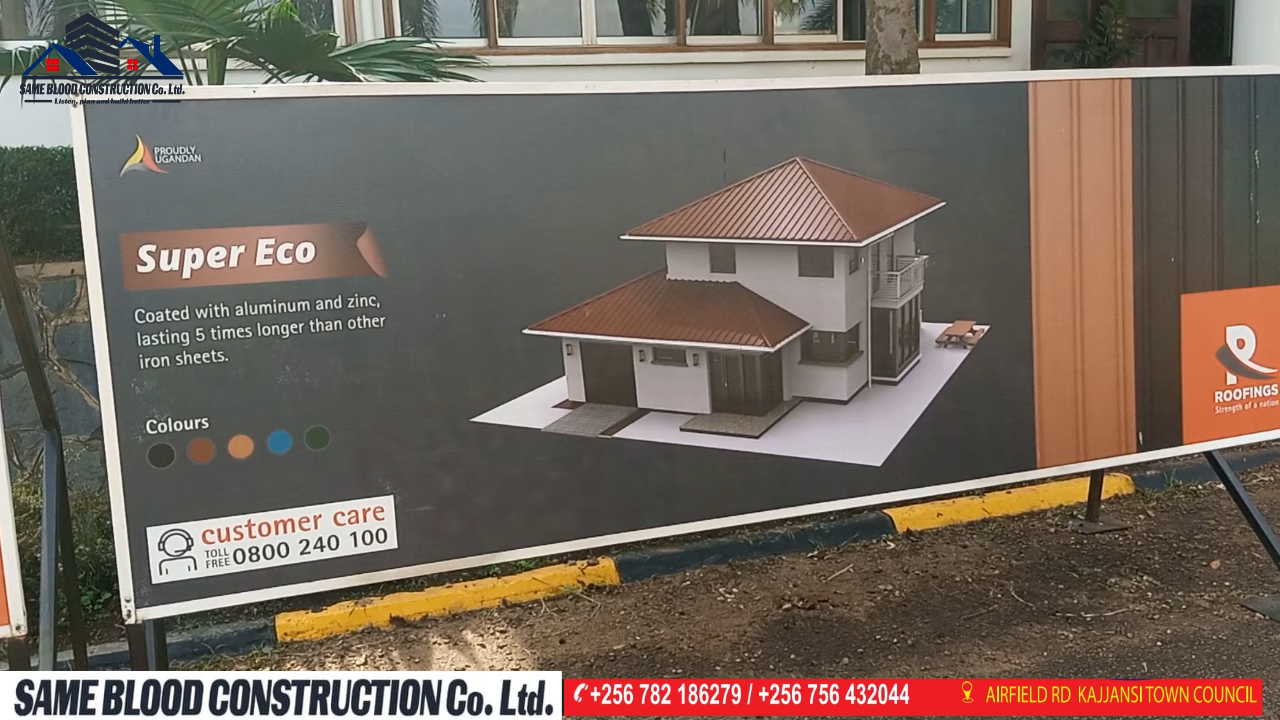 SAME BLOOD CONSTRUCTION Co. Ltd.
Listen, plan and build better
PROUDLY
UGANDAN
Super Eco
Coated with aluminum and zinc,
lasting 5 times longer than other
iron sheets.
Colours
customer care
TOLL FREE 0800 240 100
ROOFINGS
Strength of a nation
SAME BLOOD CONSTRUCTION Co. Ltd.
+256 782 186279 / +256 756 432044
AIRFIELD RD KAJJANSI TOWN COUNCIL